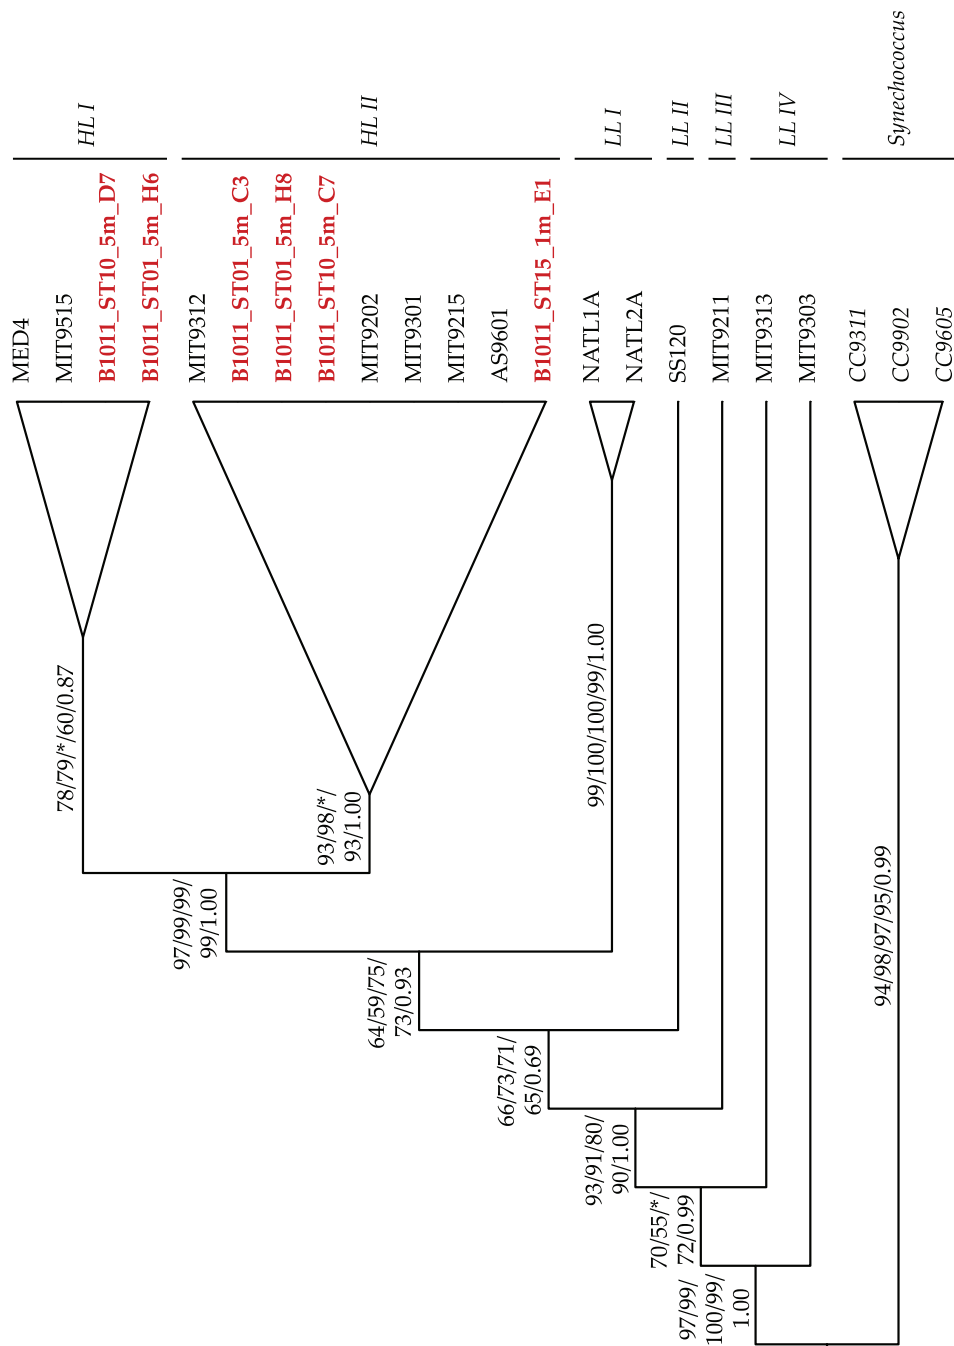 HL I
HL II
LL I
LL II
LL III
LL IV
Synechococcus
MED4
MIT9515
B1011_ST10_5m_D7
B1011_ST01_5m_H6
MIT9312
B1011_ST01_5m_C3
B1011_ST01_5m_H8
B1011_ST10_5m_C7
MIT9202
MIT9301
MIT9215
AS9601
B1011_ST15_1m_E1
NATL1A
NATL2A
SS120
MIT9211
MIT9313
MIT9303
CC9311
CC9902
CC9605
78/79/*/60/0.87
93/98/*/
93/1.00
97/99/99/
99/1.00
99/100/100/99/1.00
64/59/75/
73/0.93
66/73/71/
65/0.69
93/91/80/
90/1.00
70/55/*/
72/0.99
97/99/
100/99/
1.00
94/98/97/95/0.99